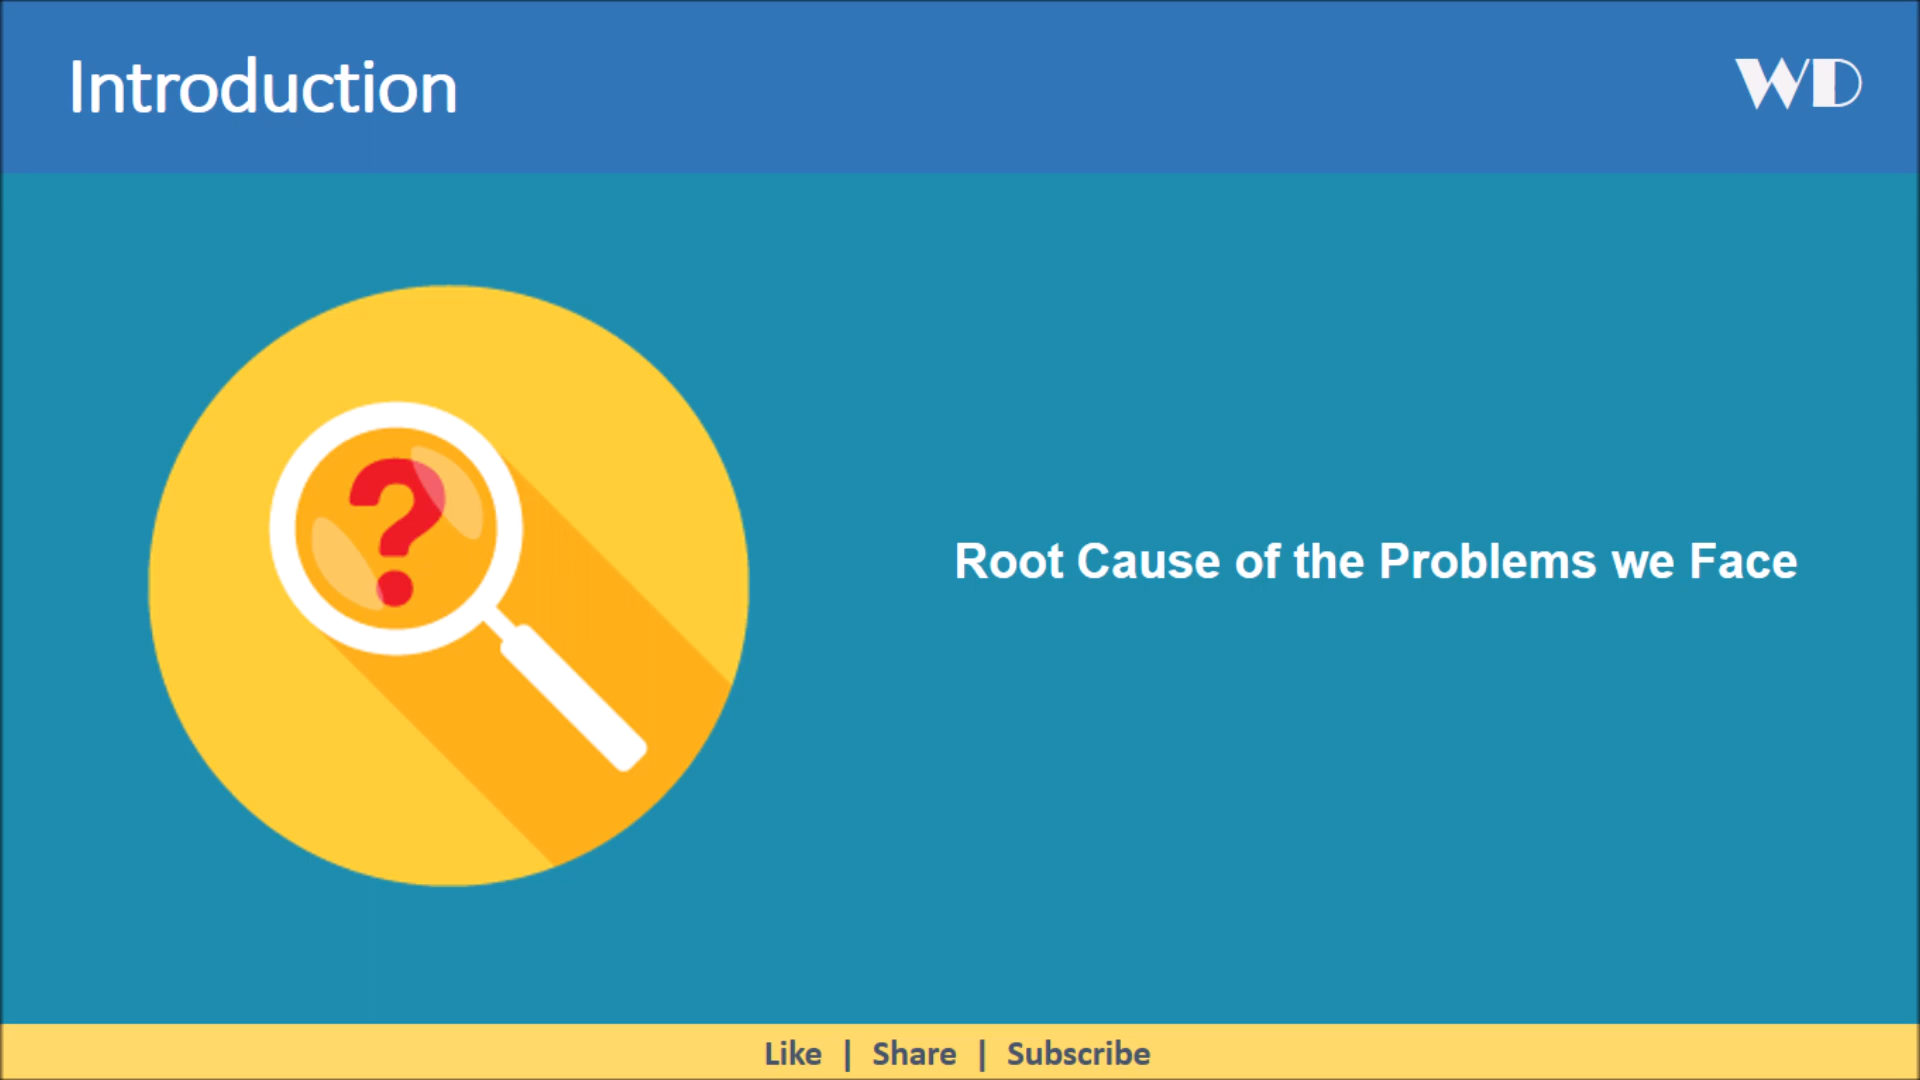 Introduction
WD
?
Root Cause of the Problems we Face
Like | Share | Subscribe